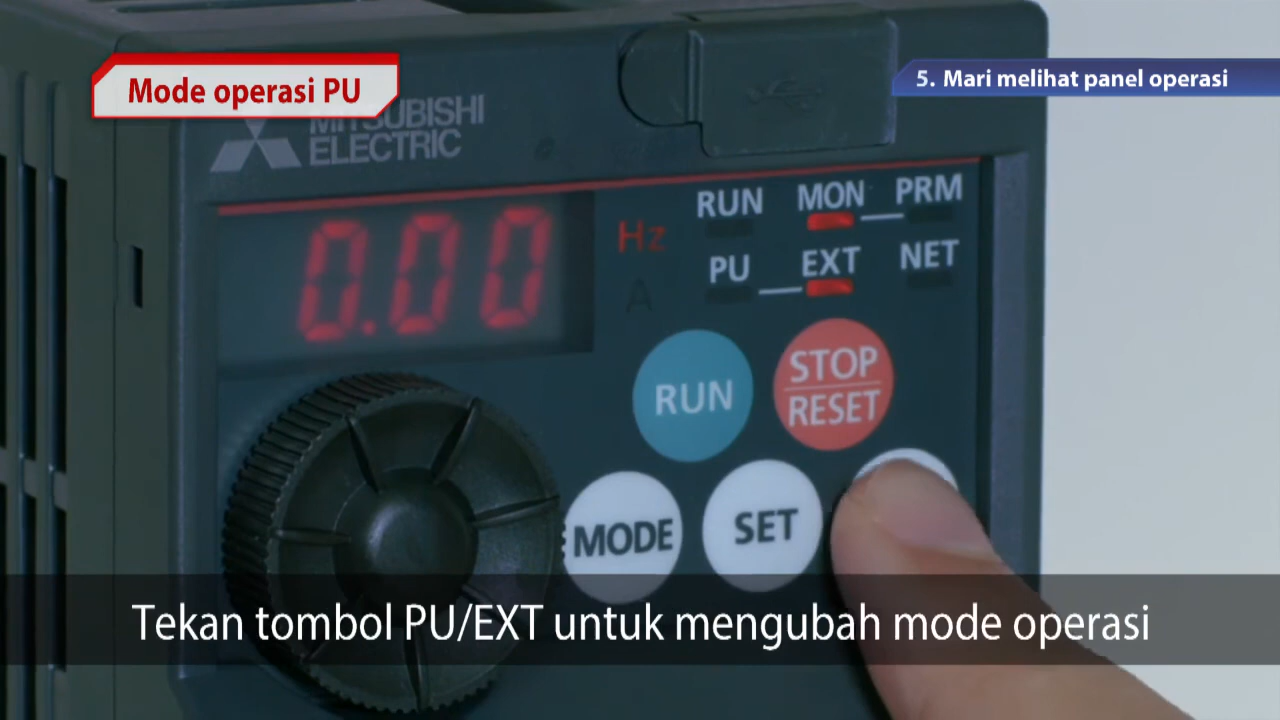 Mode operasi PU
5. Mari melihat panel operasi
MITSUBISHI
ELECTRIC
0.00
Hz
A
RUN MON PRM
PU EXT NET
RUN
STOP
RESET
MODE
SET
Tekan tombol PU/EXT untuk mengubah mode operasi